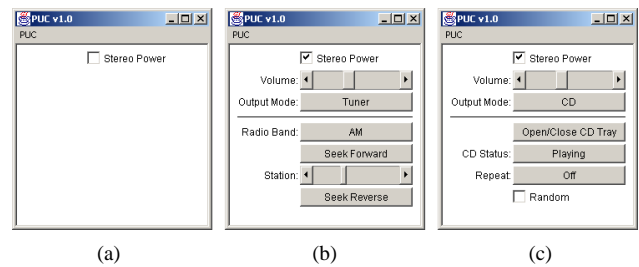 PUC v1.0
PUC
Stereo Power
(a)
PUC v1.0
PUC
Stereo Power
Volume:
Output Mode: Tuner
Radio Band: AM
Seek Forward
Station:
Seek Reverse
(b)
PUC v1.0
PUC
Stereo Power
Volume:
Output Mode: CD
Open/Close CD Tray
CD Status: Playing
Repeat: Off
Random
(c)